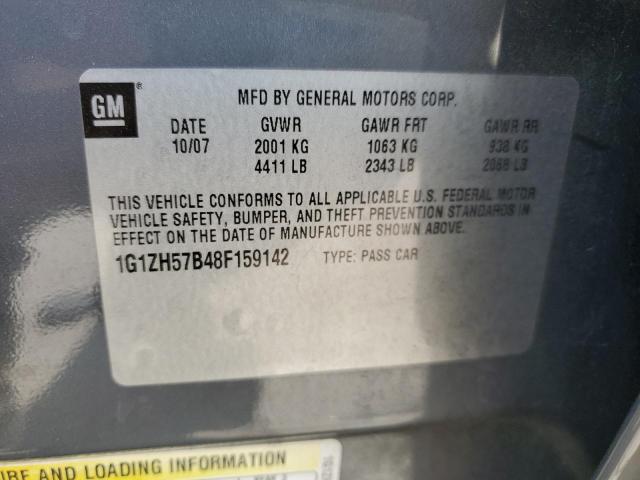 GM
MFD BY GENERAL MOTORS CORP.
DATE GVWR GAWR FRT GAWR RR
10/07 2001 KG 1063 KG 938 KG
4411 LB 2343 LB 2068 LB
THIS VEHICLE CONFORMS TO ALL APPLICABLE U.S. FEDERAL MOTOR
VEHICLE SAFETY, BUMPER, AND THEFT PREVENTION STANDARDS IN
EFFECT ON THE DATE OF MANUFACTURE SHOWN ABOVE.
1G1ZH57B48F159142 TYPE: PASS CAR
AND LOADING INFORMATION